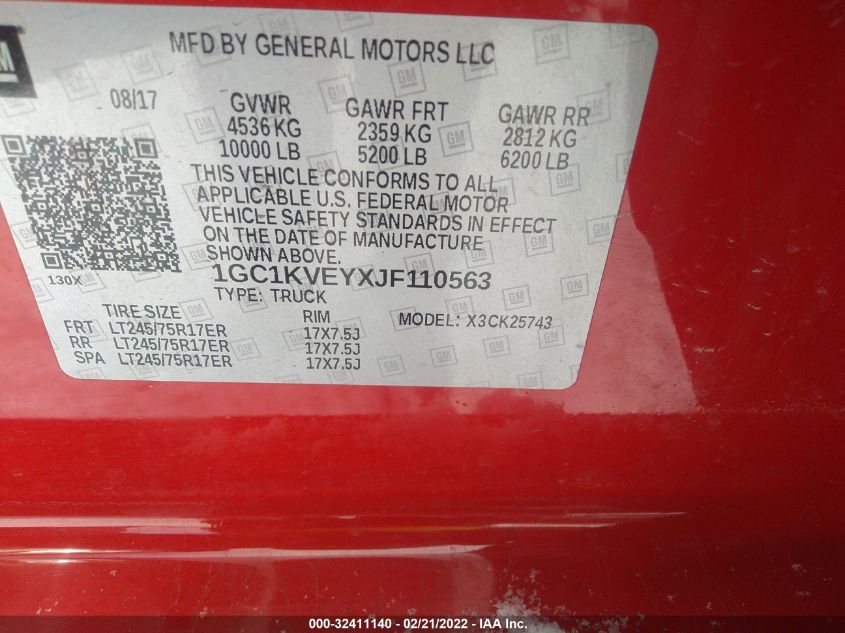 GM
MFD BY GENERAL MOTORS LLC
08/17 GVWR GAWR FRT GAWR RR
4536 KG 2359 KG 2812 KG
10000 LB 5200 LB 6200 LB
THIS VEHICLE CONFORMS TO ALL
APPLICABLE U.S. FEDERAL MOTOR
VEHICLE SAFETY STANDARDS IN EFFECT
ON THE DATE OF MANUFACTURE
SHOWN ABOVE.
130X
1GC1KVEYXJF110563
TYPE: TRUCK
TIRE SIZE RIM MODEL: X3CK25743
FRT LT245/75R17ER 17X7.5J
RR LT245/75R17ER 17X7.5J
SPA LT245/75R17ER 17X7.5J
000-32411140 - 02/21/2022 - IAA Inc.